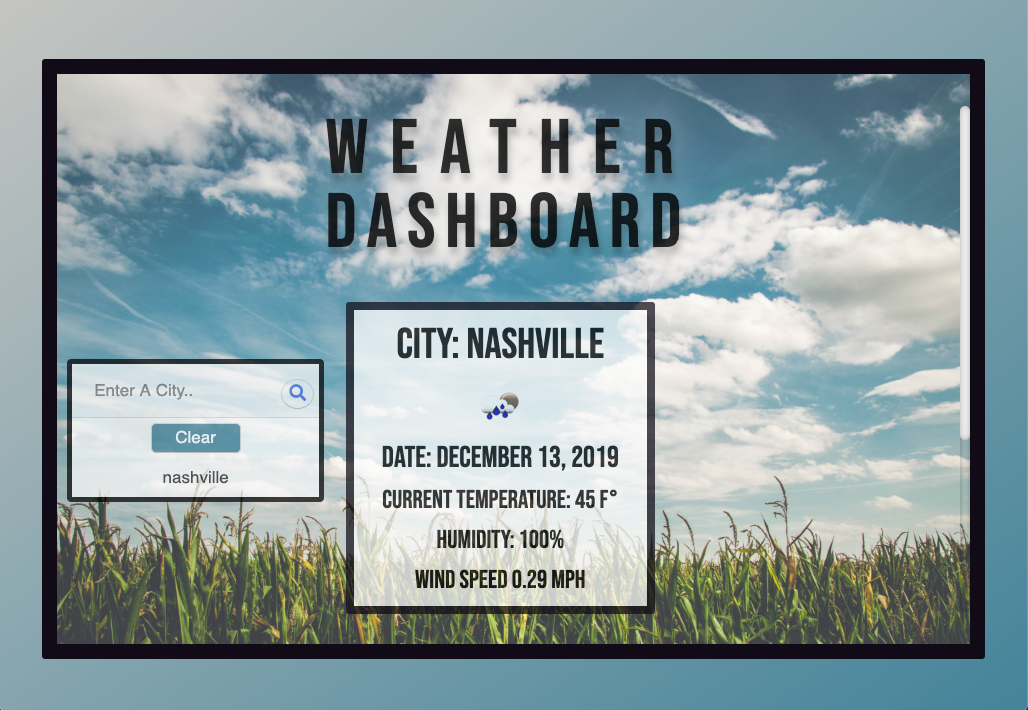 WEATHER
DASHBOARD
CITY: NASHVILLE
Enter A City..
Clear
nashville
DATE: DECEMBER 13, 2019
CURRENT TEMPERATURE: 45 F°
HUMIDITY: 100%
WIND SPEED 0.29 MPH